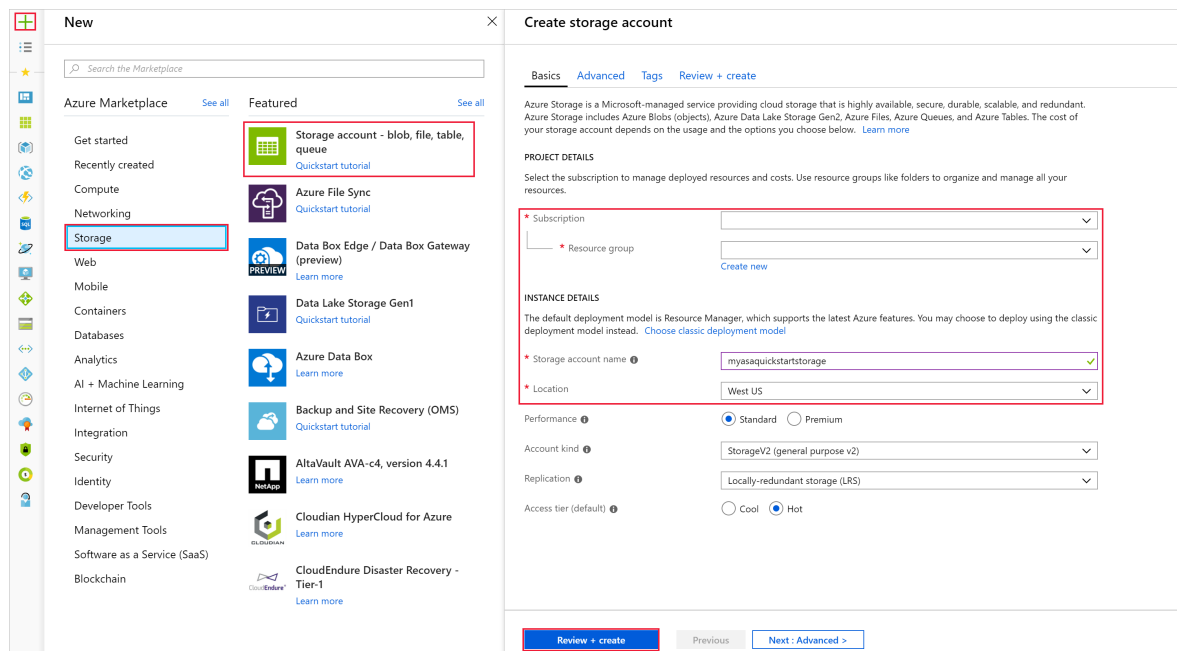 New
Search the Marketplace
Azure Marketplace
See all
Get started
Recently created
Compute
Networking
Storage
Web
Mobile
Containers
Databases
Analytics
AI + Machine Learning
Internet of Things
Integration
Security
Identity
Developer Tools
Management Tools
Software as a Service (SaaS)
Blockchain
Featured
See all
Storage account - blob, file, table,
queue
Quickstart tutorial
Azure File Sync
Quickstart tutorial
PREVIEW
Data Box Edge / Data Box Gateway
(preview)
Learn more
Data Lake Storage Gen1
Quickstart tutorial
Azure Data Box
Learn more
Backup and Site Recovery (OMS)
Quickstart tutorial
NetApp
AltaVault AVA-c4, version 4.4.1
Learn more
CLOUDIAN
Cloudian HyperCloud for Azure
Learn more
CloudEndure
CloudEndure Disaster Recovery -
Tier-1
Learn more
Create storage account
Basics
Advanced
Tags
Review + create
Azure Storage is a Microsoft-managed service providing cloud storage that is highly available, secure, durable, scalable, and redundant.
Azure Storage includes Azure Blobs (objects), Azure Data Lake Storage Gen2, Azure Files, Azure Queues, and Azure Tables. The cost of
your storage account depends on the usage and the options you choose below. Learn more
PROJECT DETAILS
Select the subscription to manage deployed resources and costs. Use resource groups like folders to organize and manage all your
resources.
* Subscription
* Resource group
Create new
INSTANCE DETAILS
The default deployment model is Resource Manager, which supports the latest Azure features. You may choose to deploy using the classic
deployment model instead. Choose classic deployment model
* Storage account name
myasaquickstartstorage
* Location
West US
Performance
Standard
Premium
Account kind
StorageV2 (general purpose v2)
Replication
Locally-redundant storage (LRS)
Access tier (default)
Cool
Hot
Review + create
Previous
Next : Advanced >